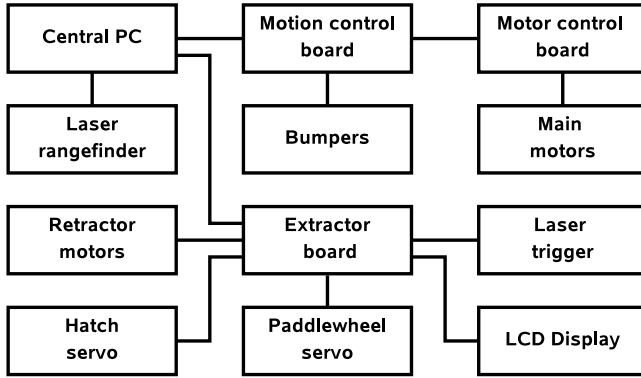 Central PC
Motion control
board
Motor control
board
Laser
rangefinder
Bumpers
Main
motors
Retractor
motors
Extractor
board
Laser
trigger
Hatch
servo
Paddlewheel
servo
LCD Display